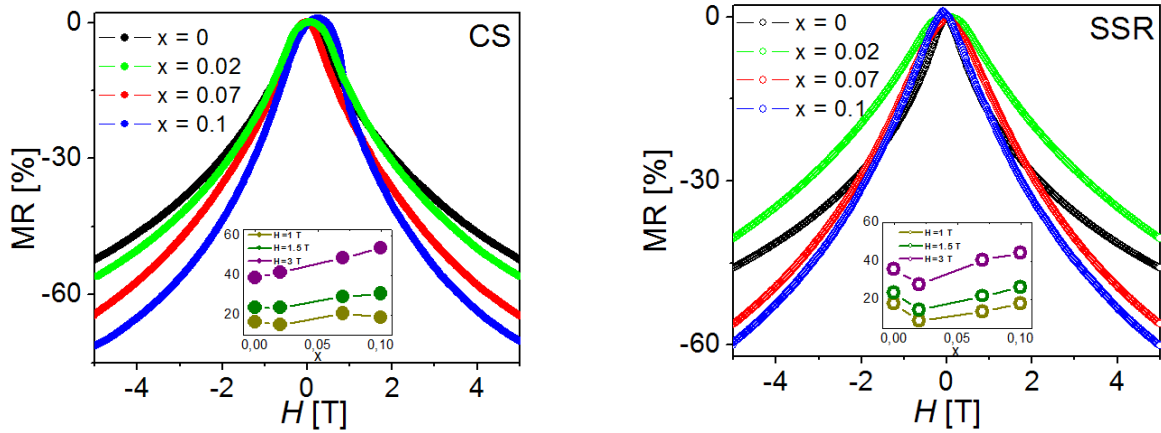 CS
x = 0
x = 0.02
x = 0.07
x = 0.1
0
-30
-60
MR [%]
H=1 T
H=1.5 T
H=3 T
60
40
20
0,00 0,05 0,10
x
-4 -2 0 2 4
H [T]
SSR
x = 0
x = 0.02
x = 0.07
x = 0.1
0
-30
-60
MR [%]
H=1 T
H=1.5 T
H=3 T
60
40
20
0,00 0,05 0,10
x
-4 -2 0 2 4
H [T]